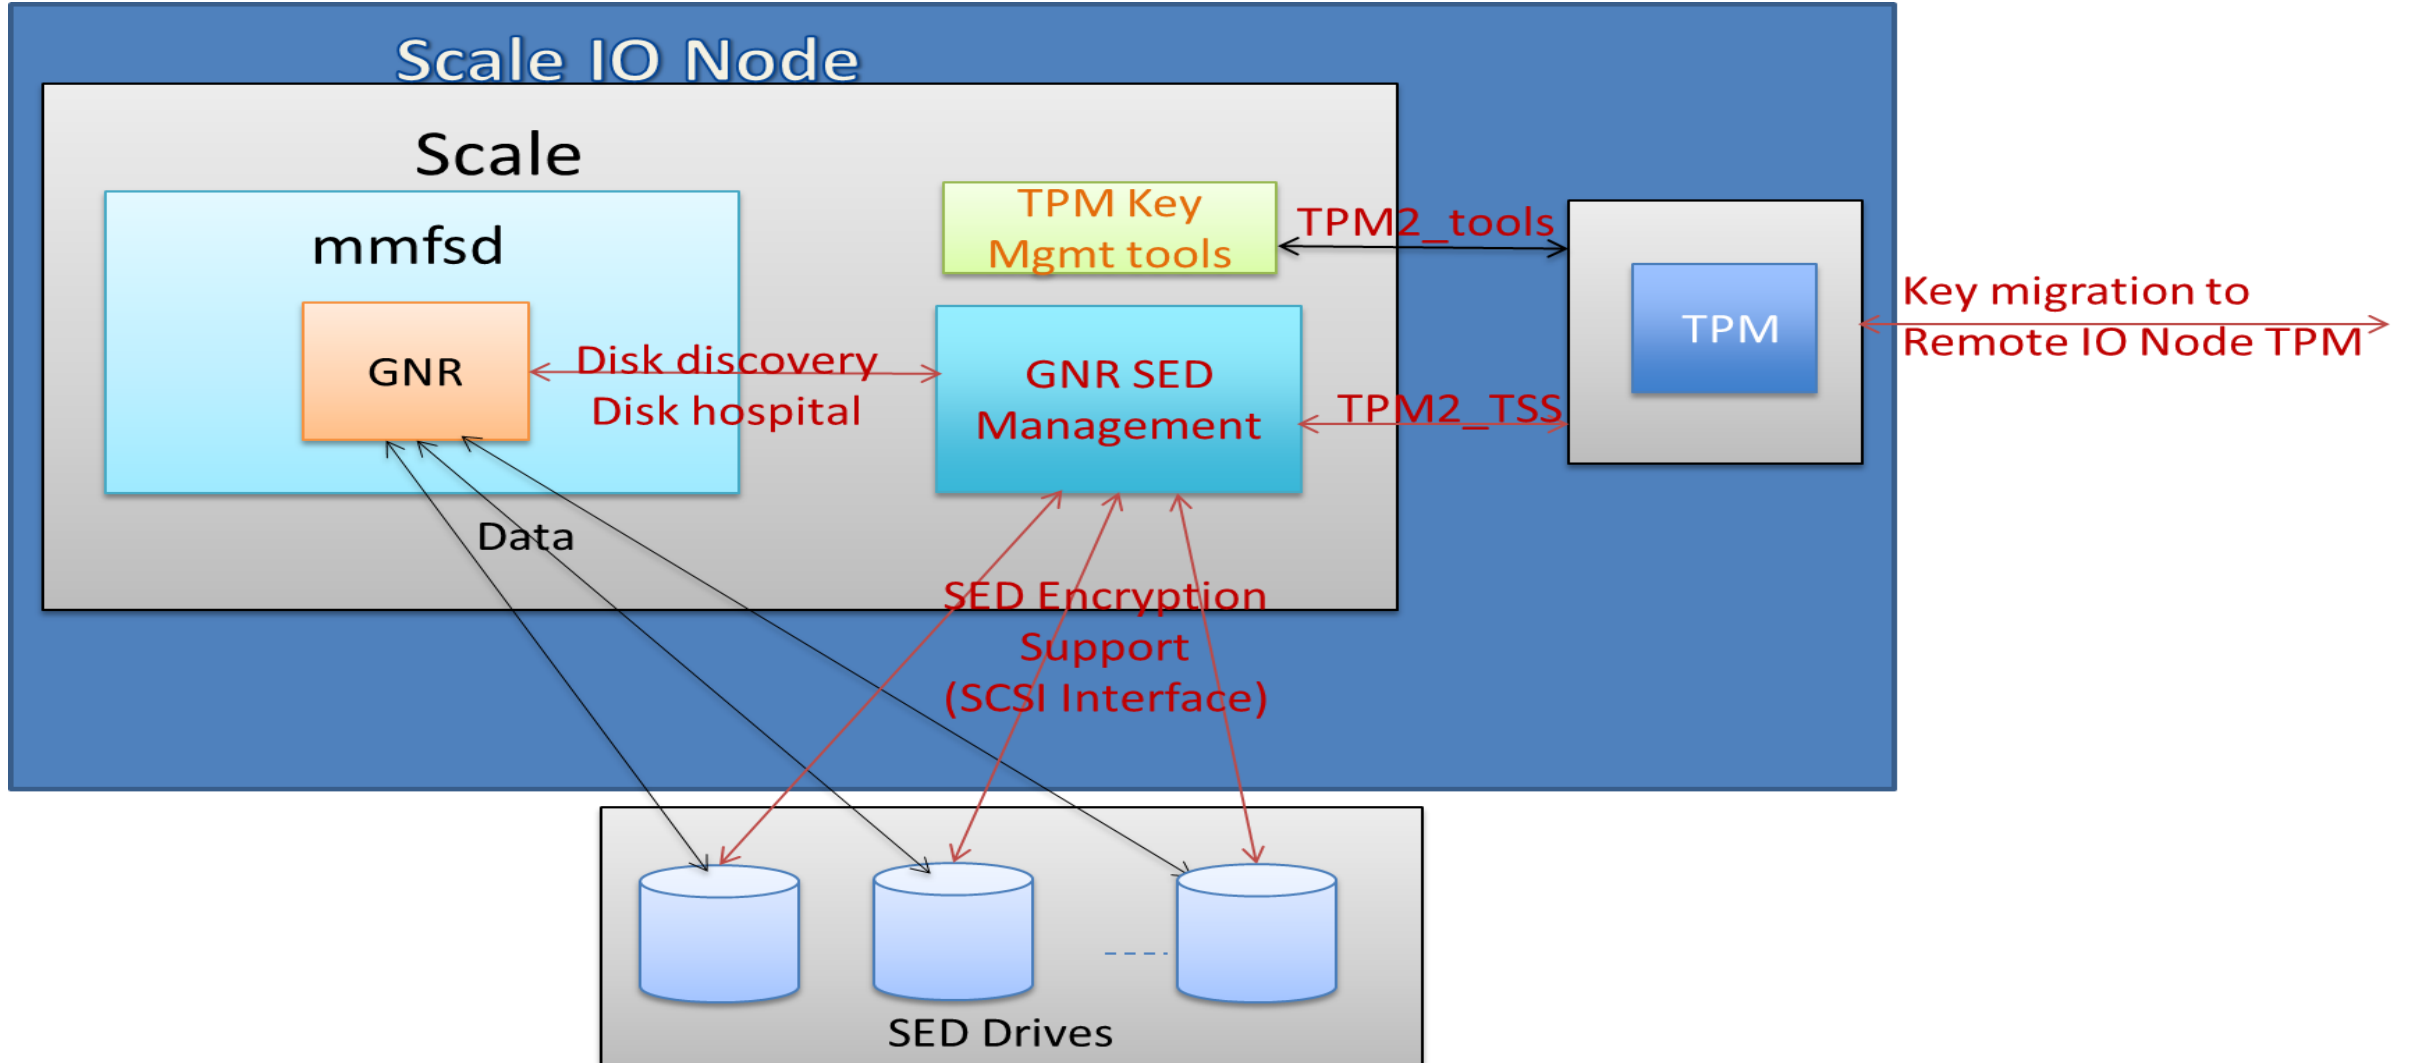 Scale IO Node
Scale
mmfsd
GNR
TPM Key
Mgmt tools
TPM2_tools
Disk discovery
Disk hospital
GNR SED
Management
TPM2_TSS
TPM
Key migration to
Remote IO Node TPM
Data
SED Encryption
Support
(SCSI Interface)
SED Drives